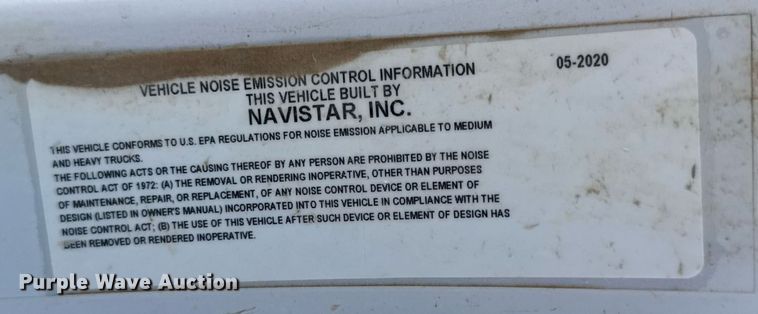 VEHICLE NOISE EMISSION CONTROL INFORMATION
05-2020
THIS VEHICLE BUILT BY
NAVISTAR, INC.
THIS VEHICLE CONFORMS TO U.S. EPA REGULATIONS FOR NOISE EMISSION APPLICABLE TO MEDIUM
AND HEAVY TRUCKS.
THE FOLLOWING ACTS OR THE CAUSING THEREOF BY ANY PERSON ARE PROHIBITED BY THE NOISE
CONTROL ACT OF 1972: (A) THE REMOVAL OR RENDERING INOPERATIVE, OTHER THAN PURPOSES
OF MAINTENANCE, REPAIR, OR REPLACEMENT, OF ANY NOISE CONTROL DEVICE OR ELEMENT OF
DESIGN (LISTED IN OWNER'S MANUAL) INCORPORATED INTO THIS VEHICLE IN COMPLIANCE WITH THE
NOISE CONTROL ACT; (B) THE USE OF THIS VEHICLE AFTER SUCH DEVICE OR ELEMENT OF DESIGN HAS
BEEN REMOVED OR RENDERED INOPERATIVE.
Purple Wave Auction